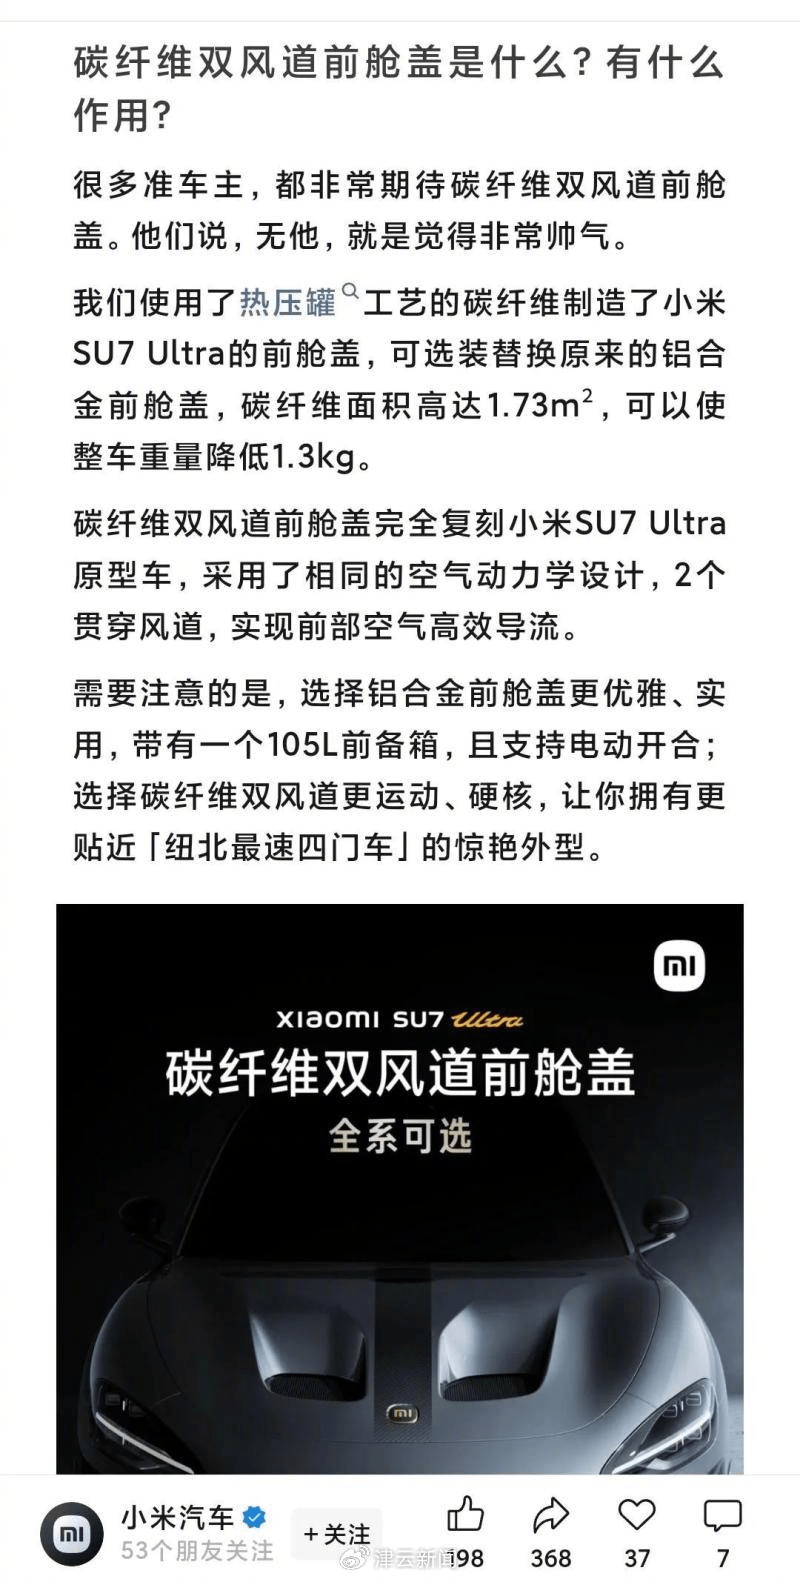 碳纤维双风道前舱盖是什么？有什么
作用？
很多准车主，都非常期待碳纤维双风道前舱
盖。他们说，无他，就是觉得非常帅气。
我们使用了热压罐工艺的碳纤维制造了小米
SU7 Ultra的前舱盖，可选装替换原来的铝合
金前舱盖，碳纤维面积高达1.73m²，可以使
整车重量降低1.3kg。
碳纤维双风道前舱盖完全复刻小米SU7 Ultra
原型车，采用了相同的空气动力学设计，2个
贯穿风道，实现前部空气高效导流。
需要注意的是，选择铝合金前舱盖更优雅、实
用，带有一个105L前备箱，且支持电动开合；
选择碳纤维双风道更运动、硬核，让你拥有更
贴近「纽北最速四门车」的惊艳外型。
mi
xiaomi SU7 Ultra
碳纤维双风道前舱盖
全系可选
mi
mi
小米汽车
53个朋友关注
+关注
津云新闻
368
37
7